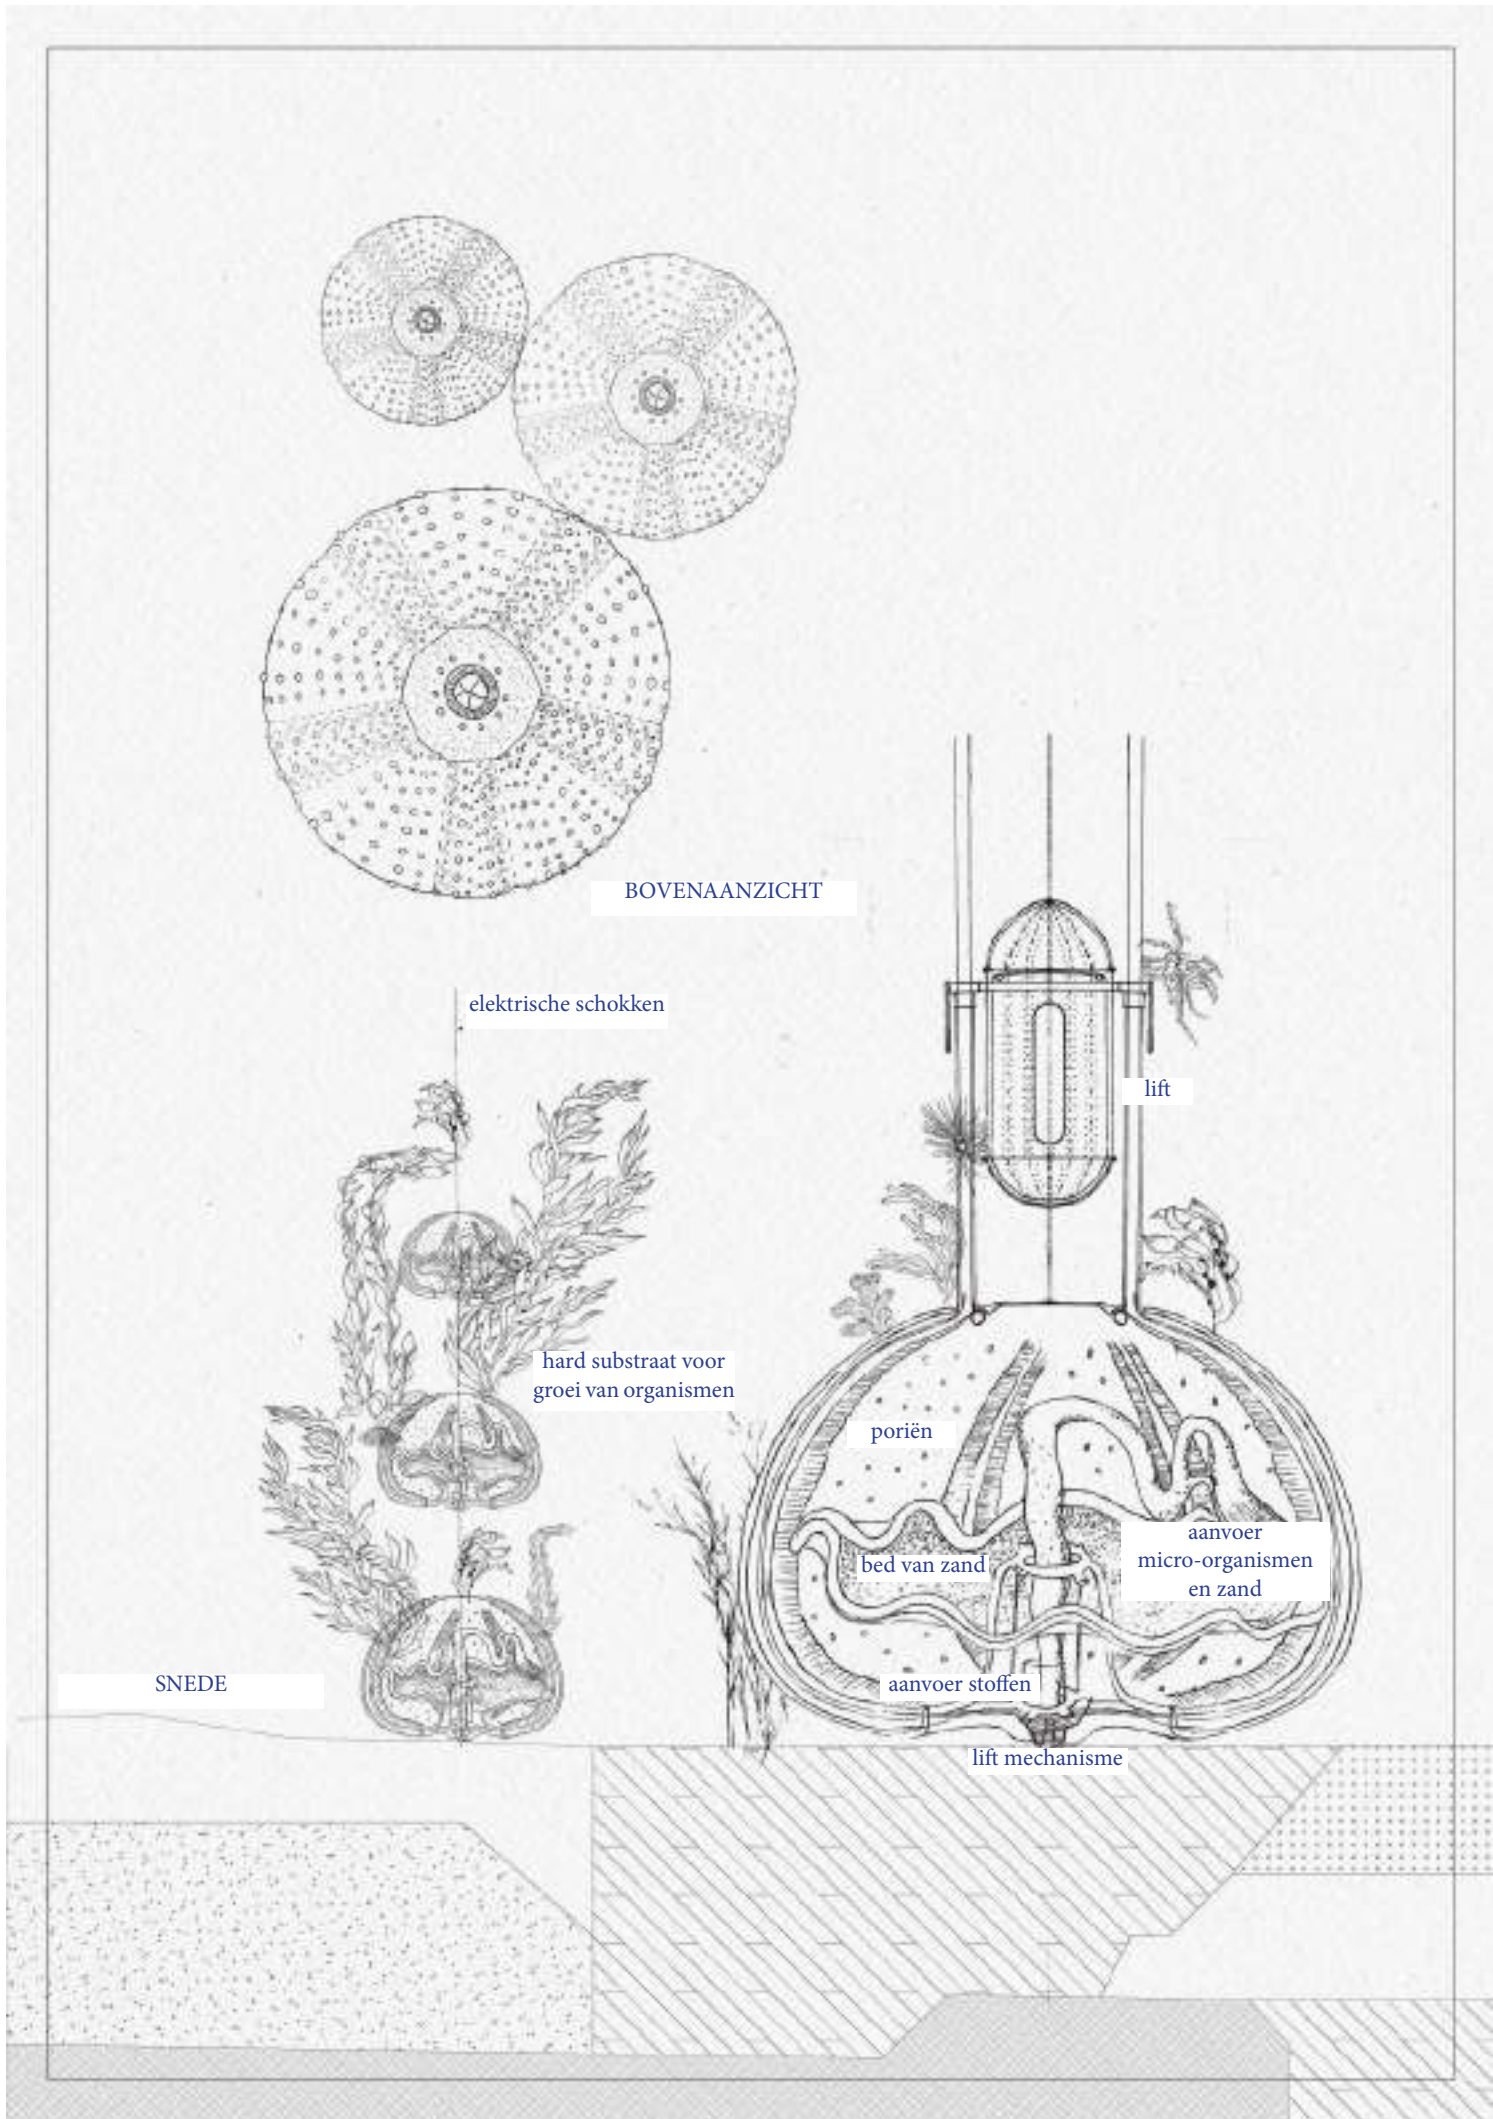 BOVENAANZICHT
elektrische schokken
lift
hard substraat voor
groei van organismen
poriën
aanvoer
micro-organismen
en zand
bed van zand
SNEDE
aanvoer stoffen
lift mechanisme